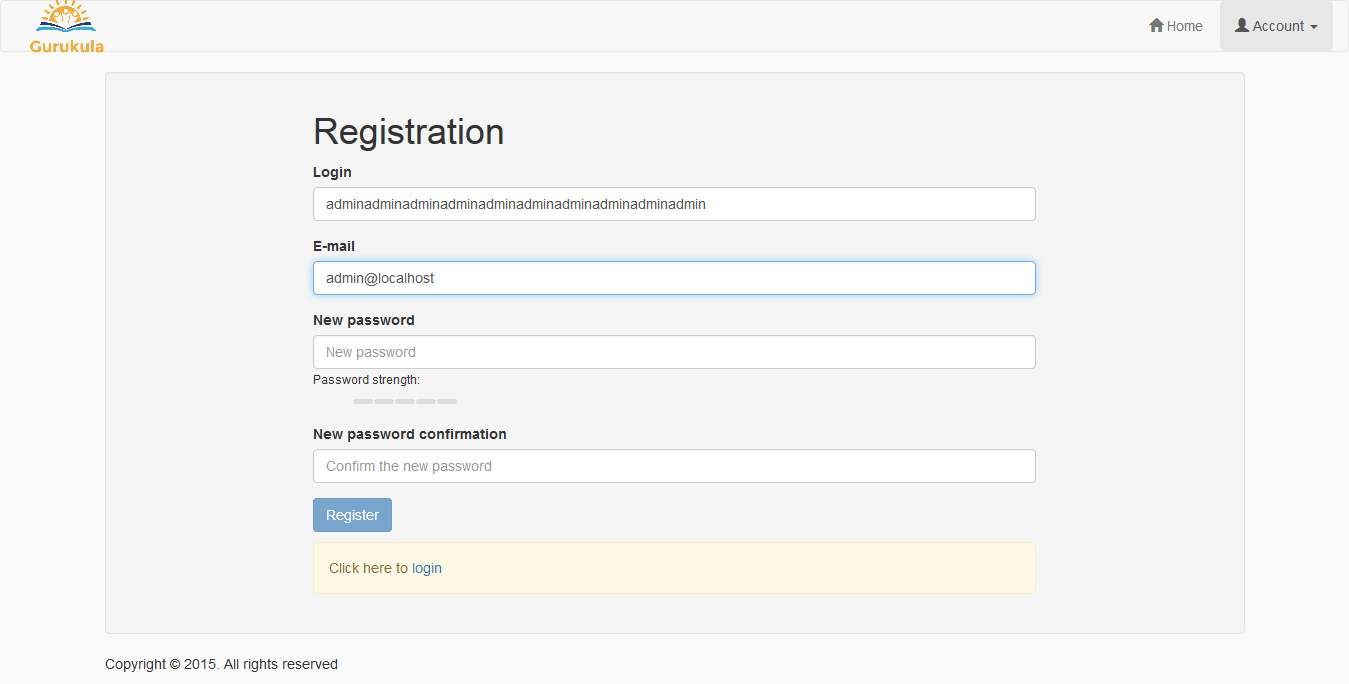 Gurukula
Home
Account
Registration
Login
adminadminadminadminadminadminadminadminadminadmin
E-mail
admin@localhost
New password
New password
Password strength:
New password confirmation
Confirm the new password
Register
Click here to login
Copyright © 2015. All rights reserved